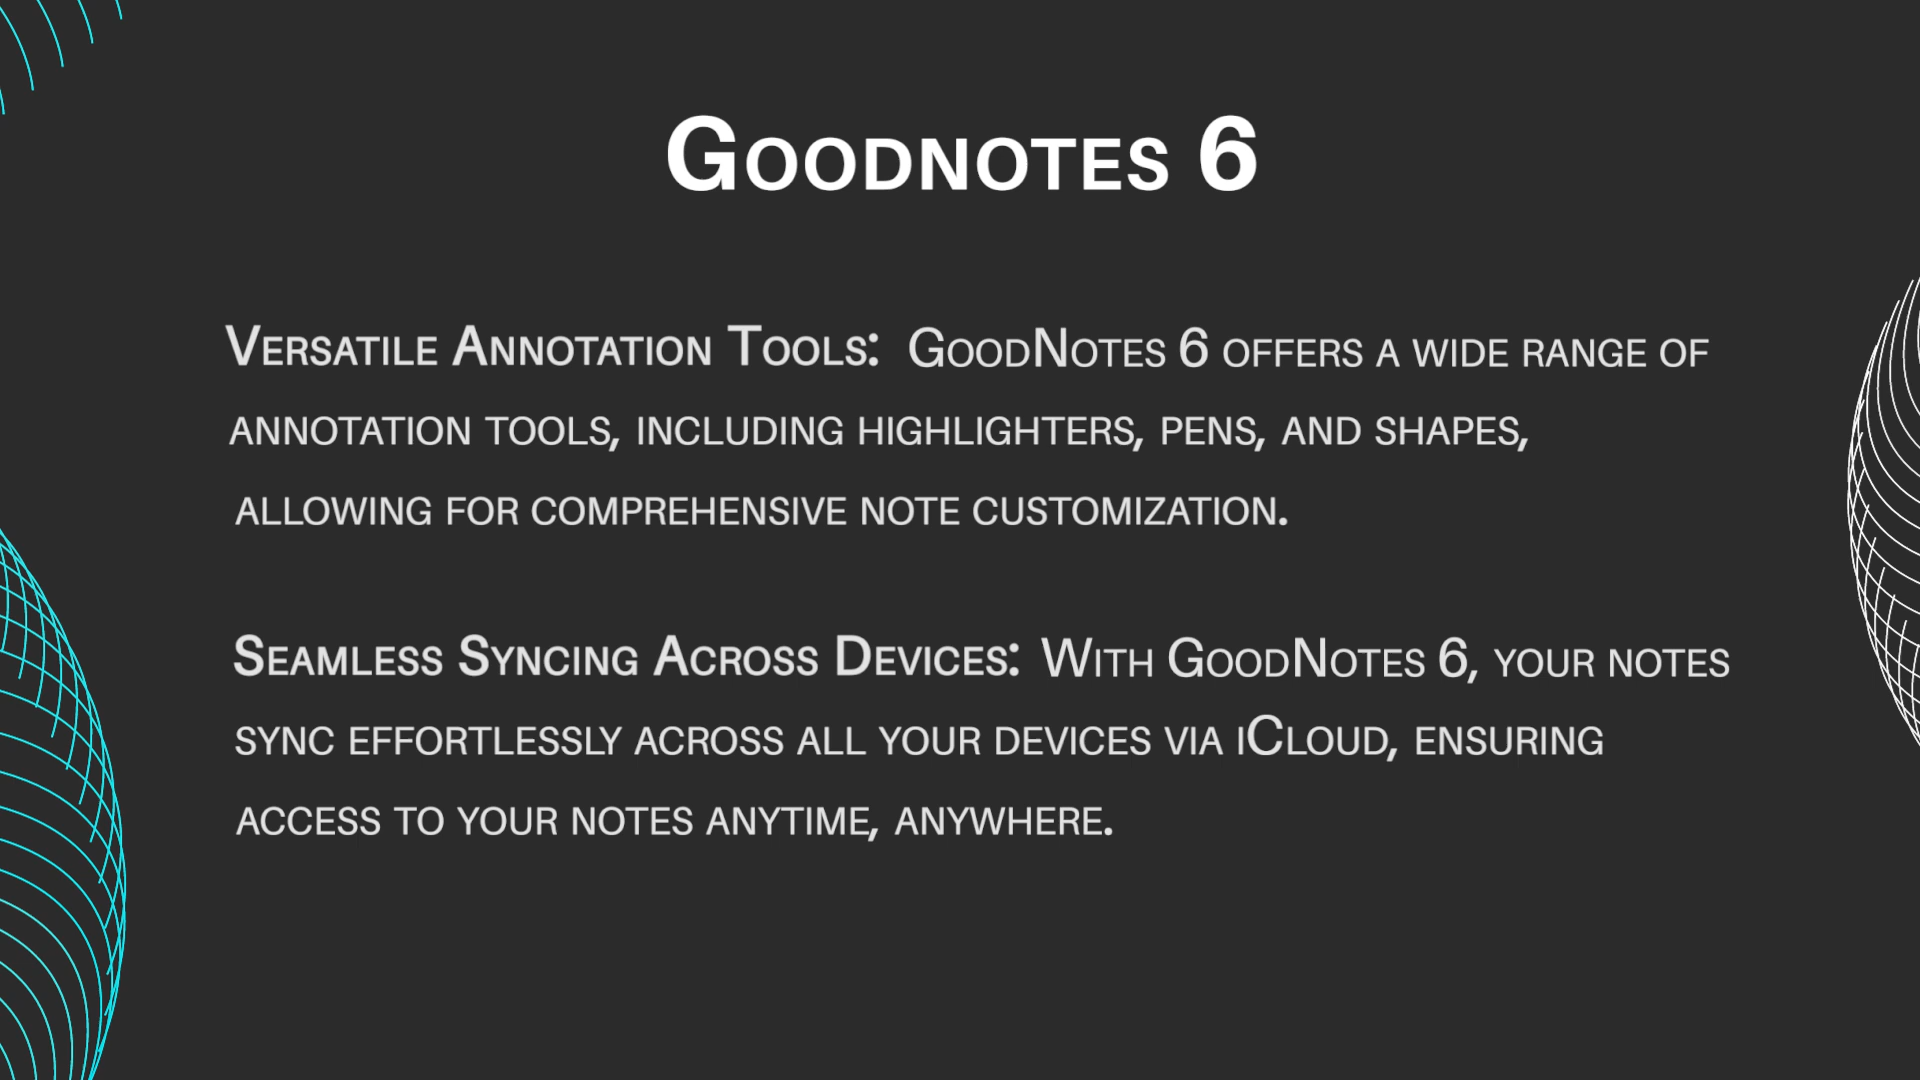 Goodnotes 6
Versatile Annotation Tools: GoodNotes 6 offers a wide range of
annotation tools, including highlighters, pens, and shapes,
allowing for comprehensive note customization.
Seamless Syncing Across Devices: With GoodNotes 6, your notes
sync effortlessly across all your devices via iCloud, ensuring
access to your notes anytime, anywhere.